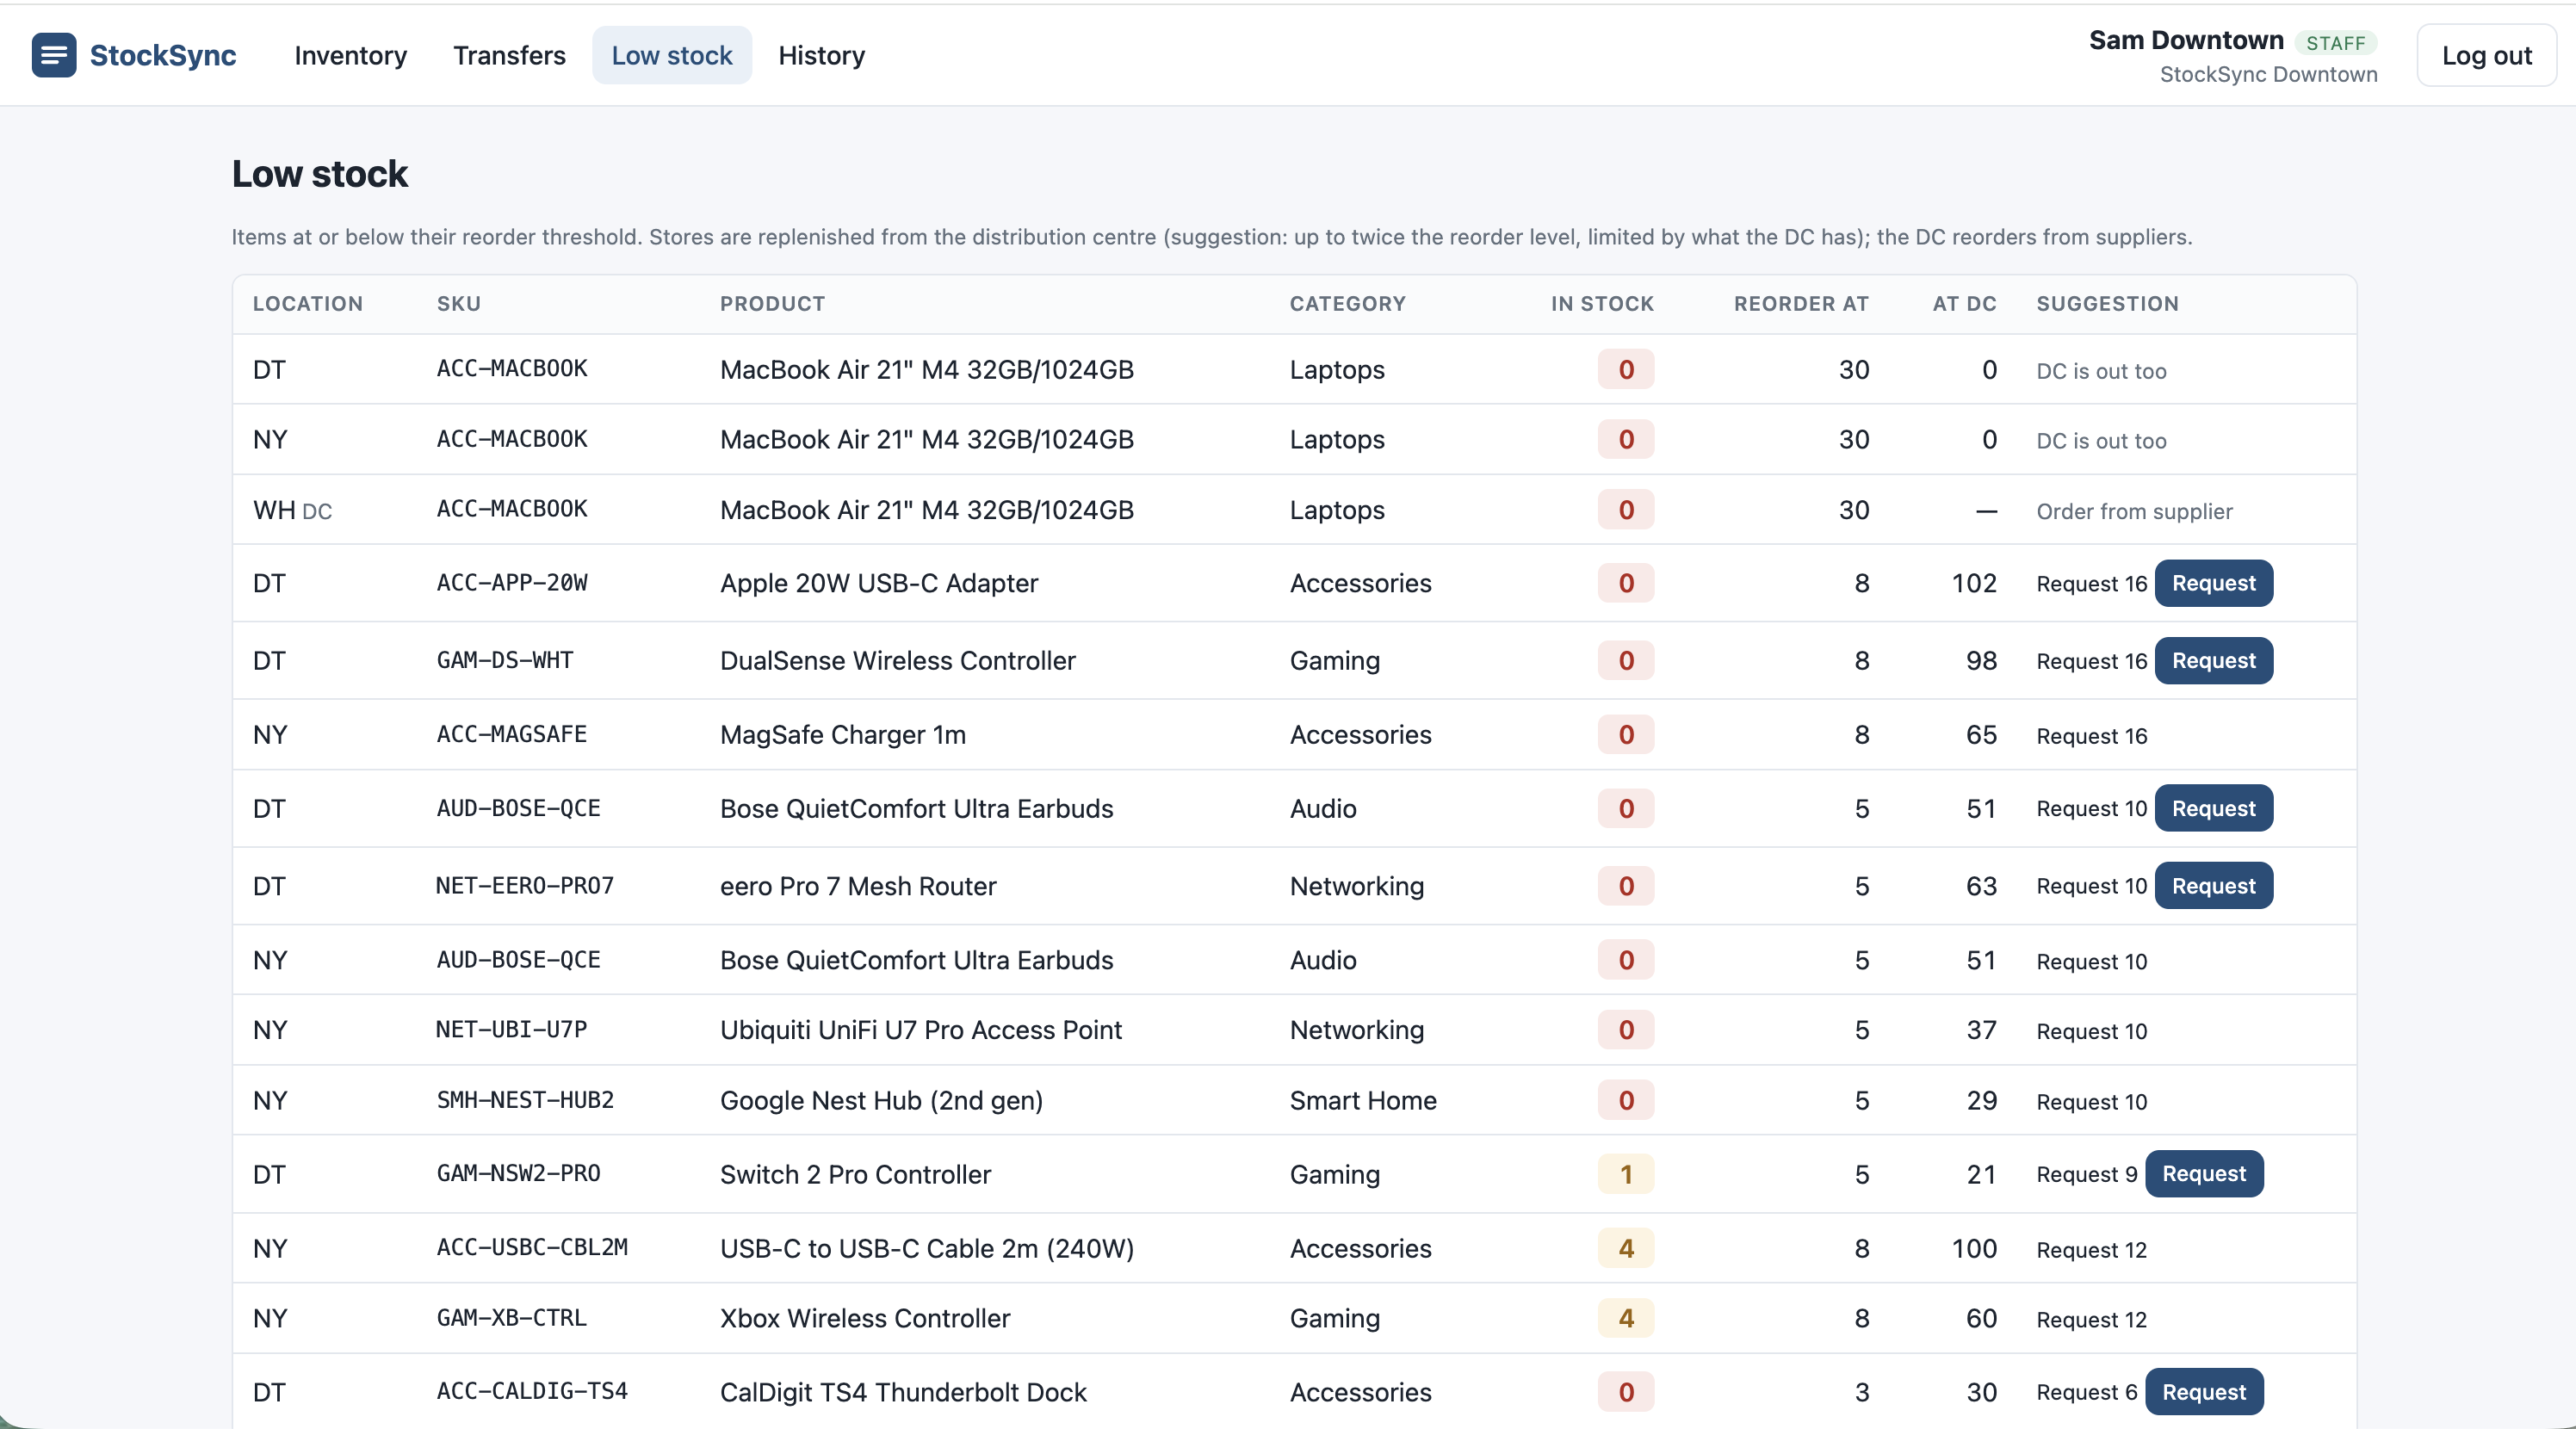 StockSync Inventory Transfers Low stock History Sam Downtown STAFF Log out
StockSync Downtown
Low stock
Items at or below their reorder threshold. Stores are replenished from the distribution centre (suggestion: up to twice the reorder level, limited by what the DC has); the DC reorders from suppliers.
LOCATION SKU PRODUCT CATEGORY IN STOCK REORDER AT AT DC SUGGESTION
DT ACC-MACBOOK MacBook Air 21" M4 32GB/1024GB Laptops 0 30 0 DC is out too
NY ACC-MACBOOK MacBook Air 21" M4 32GB/1024GB Laptops 0 30 0 DC is out too
WH DC ACC-MACBOOK MacBook Air 21" M4 32GB/1024GB Laptops 0 30 — Order from supplier
DT ACC-APP-20W Apple 20W USB-C Adapter Accessories 0 8 102 Request 16 Request
DT GAM-DS-WHT DualSense Wireless Controller Gaming 0 8 98 Request 16 Request
NY ACC-MAGSAFE MagSafe Charger 1m Accessories 0 8 65 Request 16
DT AUD-BOSE-QCE Bose QuietComfort Ultra Earbuds Audio 0 5 51 Request 10 Request
DT NET-EERO-PRO7 eero Pro 7 Mesh Router Networking 0 5 63 Request 10 Request
NY AUD-BOSE-QCE Bose QuietComfort Ultra Earbuds Audio 0 5 51 Request 10
NY NET-UBI-U7P Ubiquiti UniFi U7 Pro Access Point Networking 0 5 37 Request 10
NY SMH-NEST-HUB2 Google Nest Hub (2nd gen) Smart Home 0 5 29 Request 10
DT GAM-NSW2-PRO Switch 2 Pro Controller Gaming 1 5 21 Request 9 Request
NY ACC-USBC-CBL2M USB-C to USB-C Cable 2m (240W) Accessories 4 8 100 Request 12
NY GAM-XB-CTRL Xbox Wireless Controller Gaming 4 8 60 Request 12
DT ACC-CALDIG-TS4 CalDigit TS4 Thunderbolt Dock Accessories 0 3 30 Request 6 Request